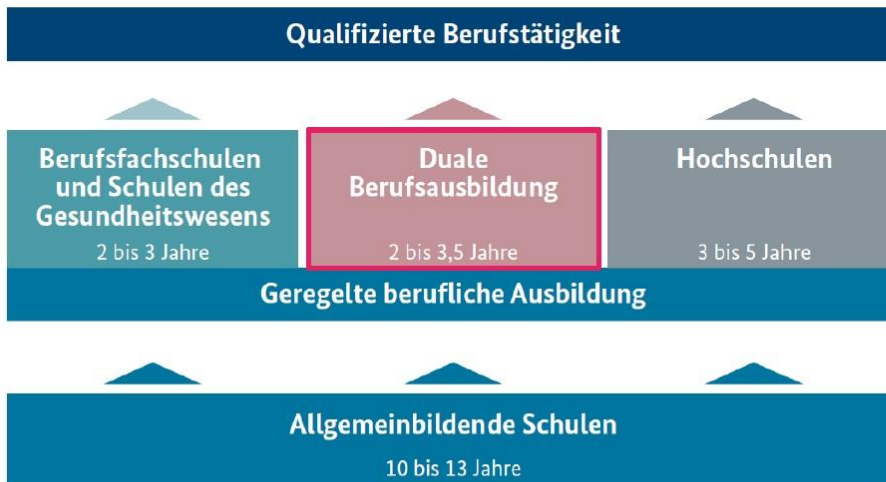 Qualifizierte Berufstätigkeit
Berufsfachschulen
und Schulen des
Gesundheitswesens
2 bis 3 Jahre
Duale
Berufsausbildung
2 bis 3,5 Jahre
Hochschulen
3 bis 5 Jahre
Geregelte berufliche Ausbildung
Allgemeinbildende Schulen
10 bis 13 Jahre